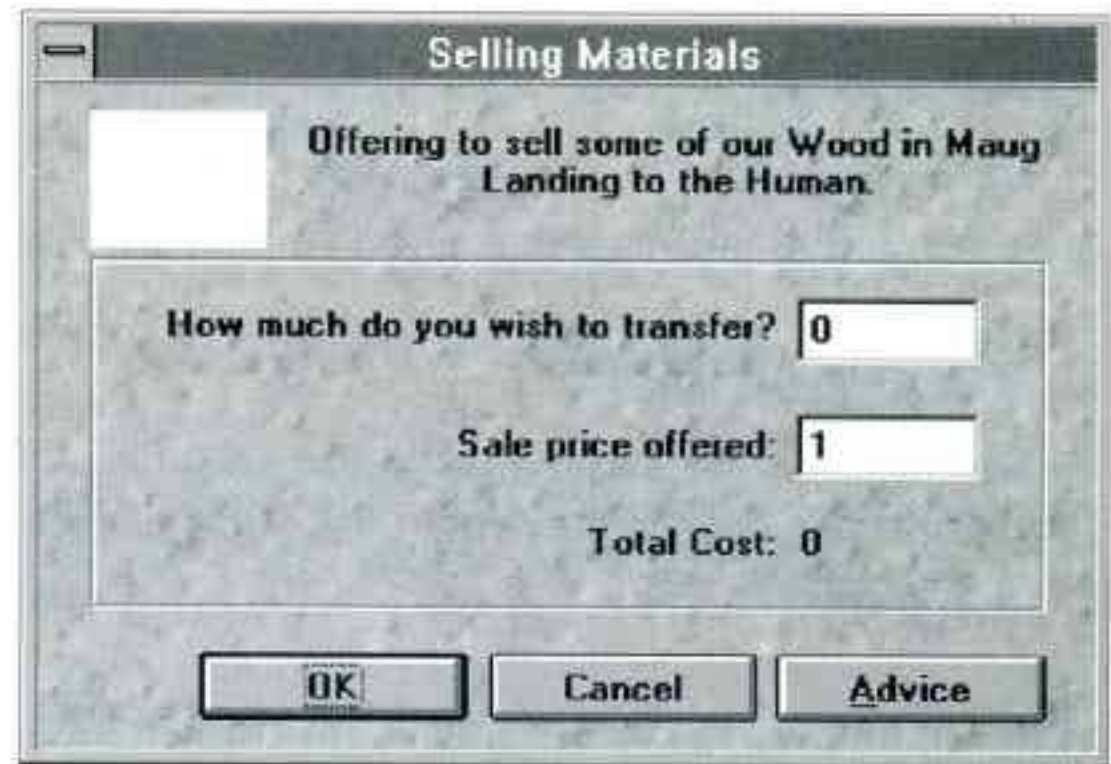 Selling Materials
Offering to sell some of our Wood in Maug
Landing to the Human.
How much do you wish to transfer? 0
Sale price offered: 1
Total Cost: 0
OK Cancel Advice